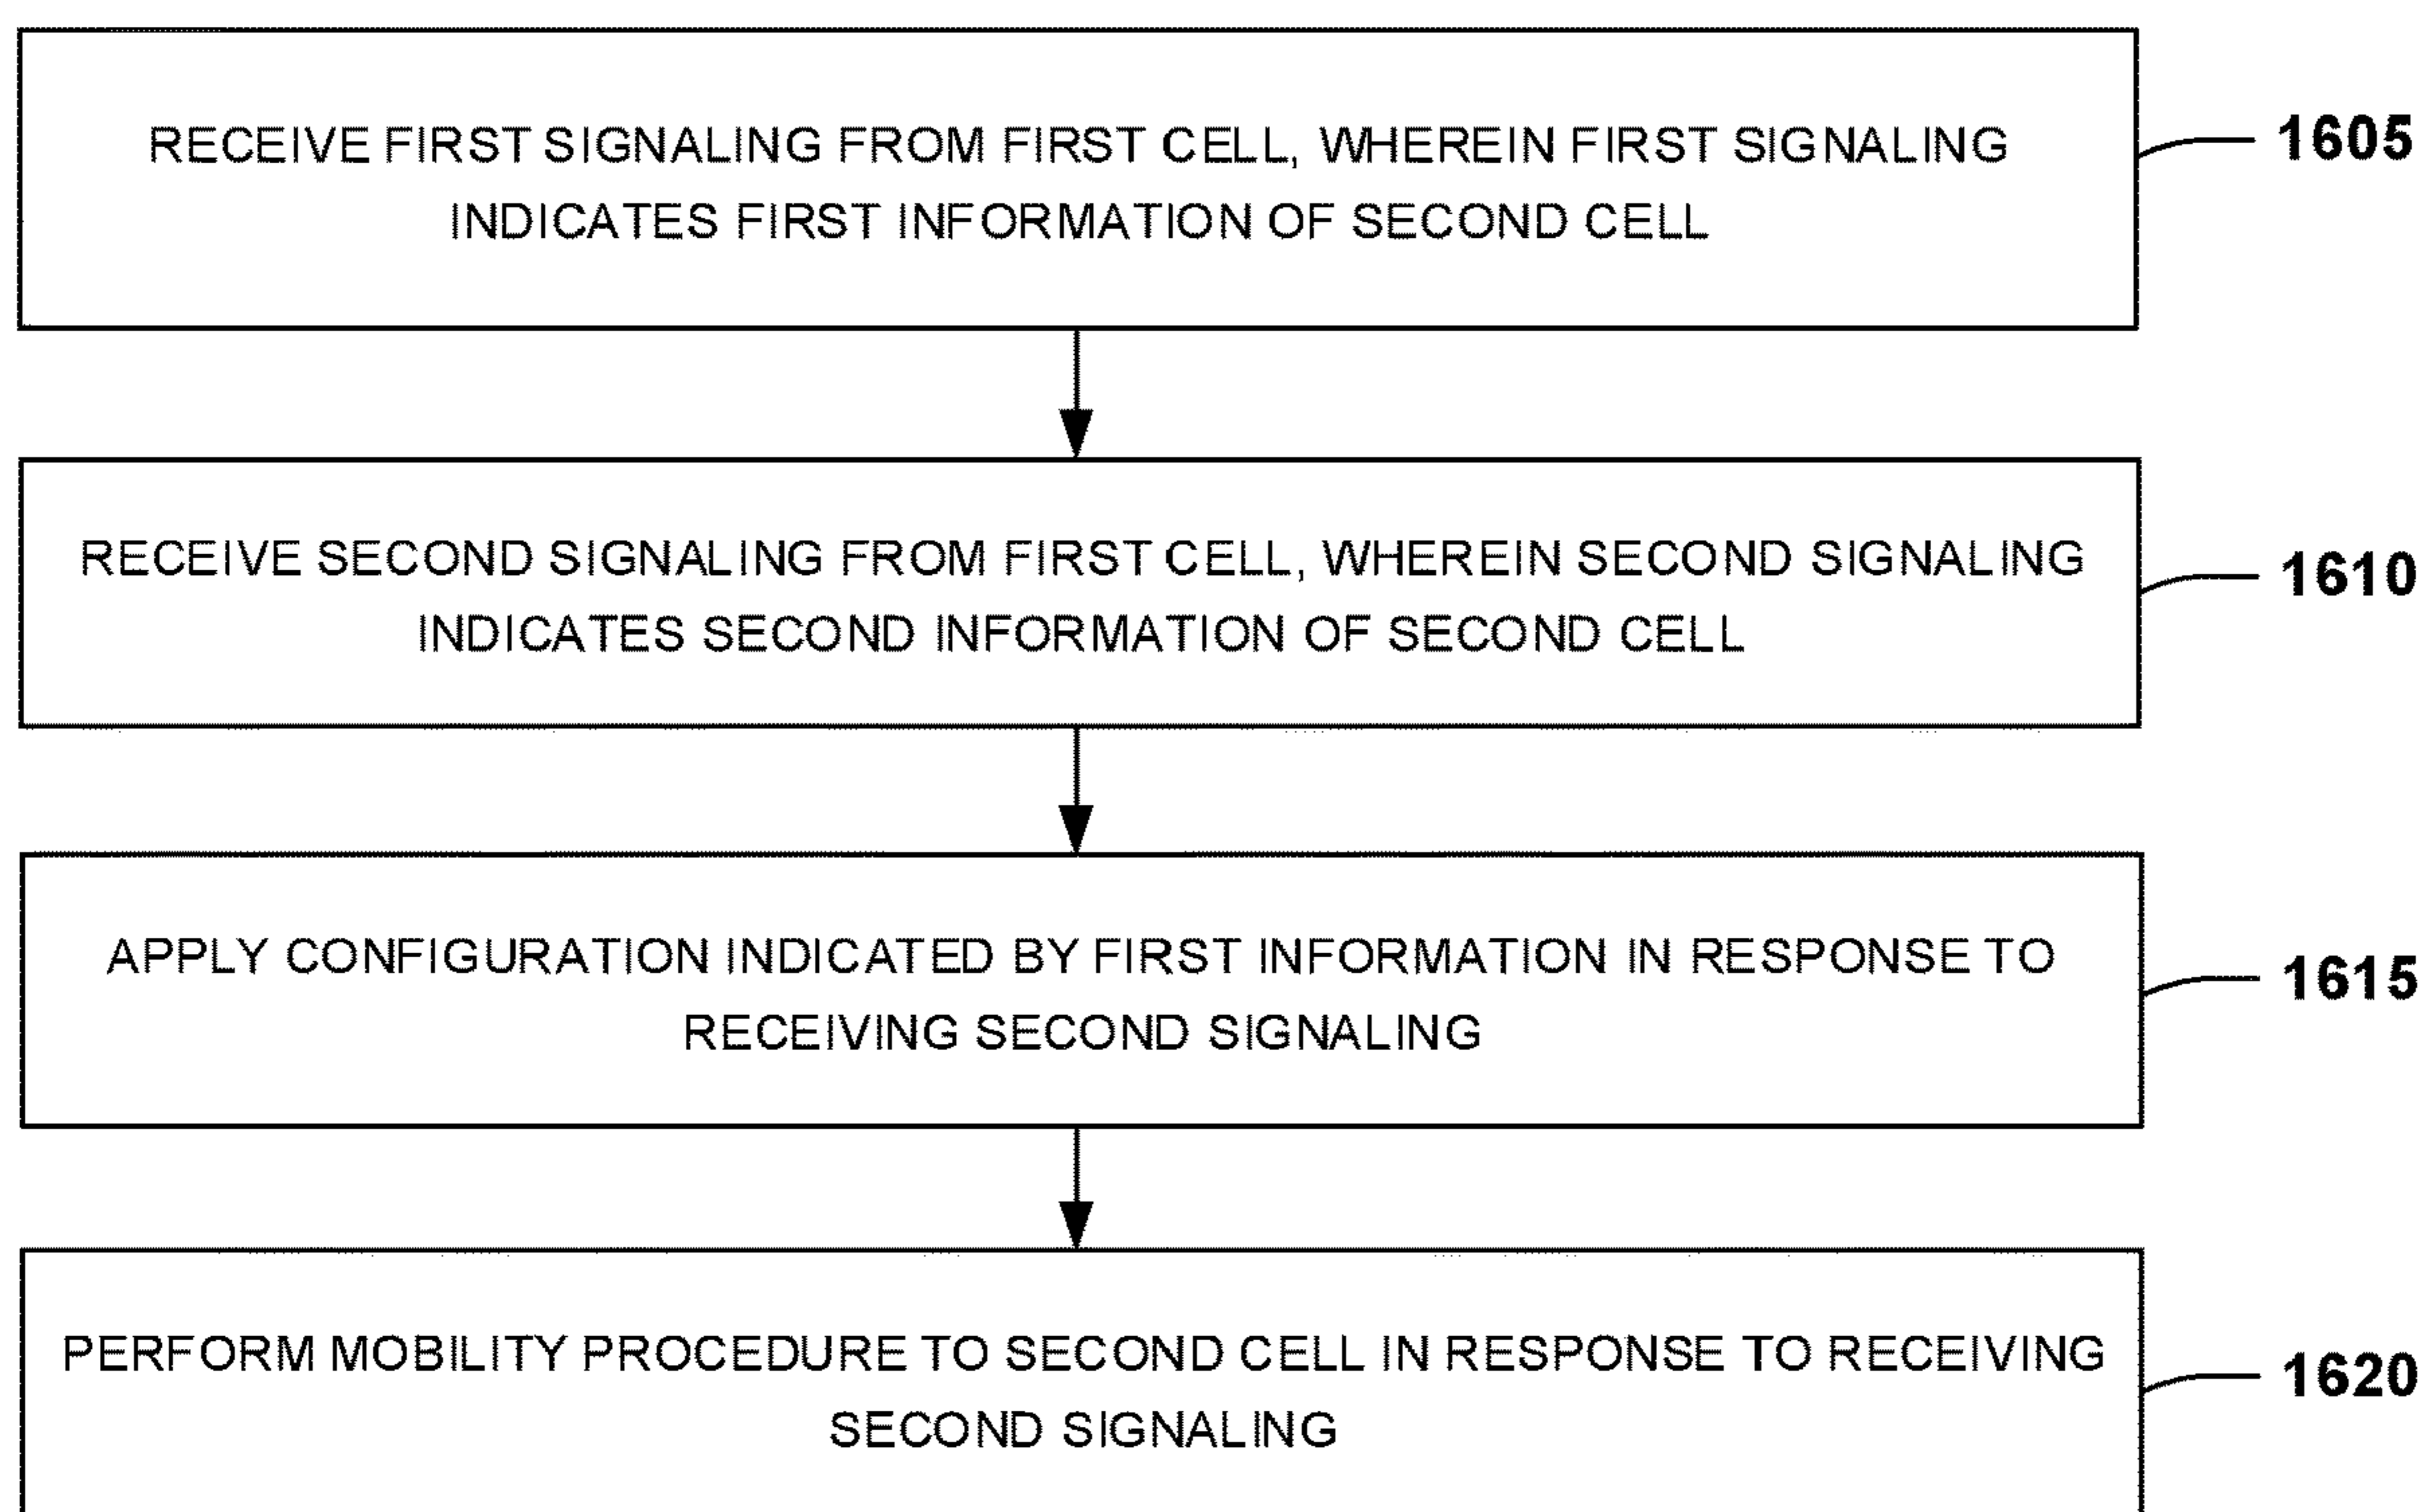 RECEIVE FIRST SIGNALING FROM FIRST CELL, WHEREIN FIRST SIGNALING
INDICATES FIRST INFORMATION OF SECOND CELL
1605
RECEIVE SECOND SIGNALING FROM FIRST CELL, WHEREIN SECOND SIGNALING
INDICATES SECOND INFORMATION OF SECOND CELL
1610
APPLY CONFIGURATION INDICATED BY FIRST INFORMATION IN RESPONSE TO
RECEIVING SECOND SIGNALING
1615
PERFORM MOBILITY PROCEDURE TO SECOND CELL IN RESPONSE TO RECEIVING
SECOND SIGNALING
1620